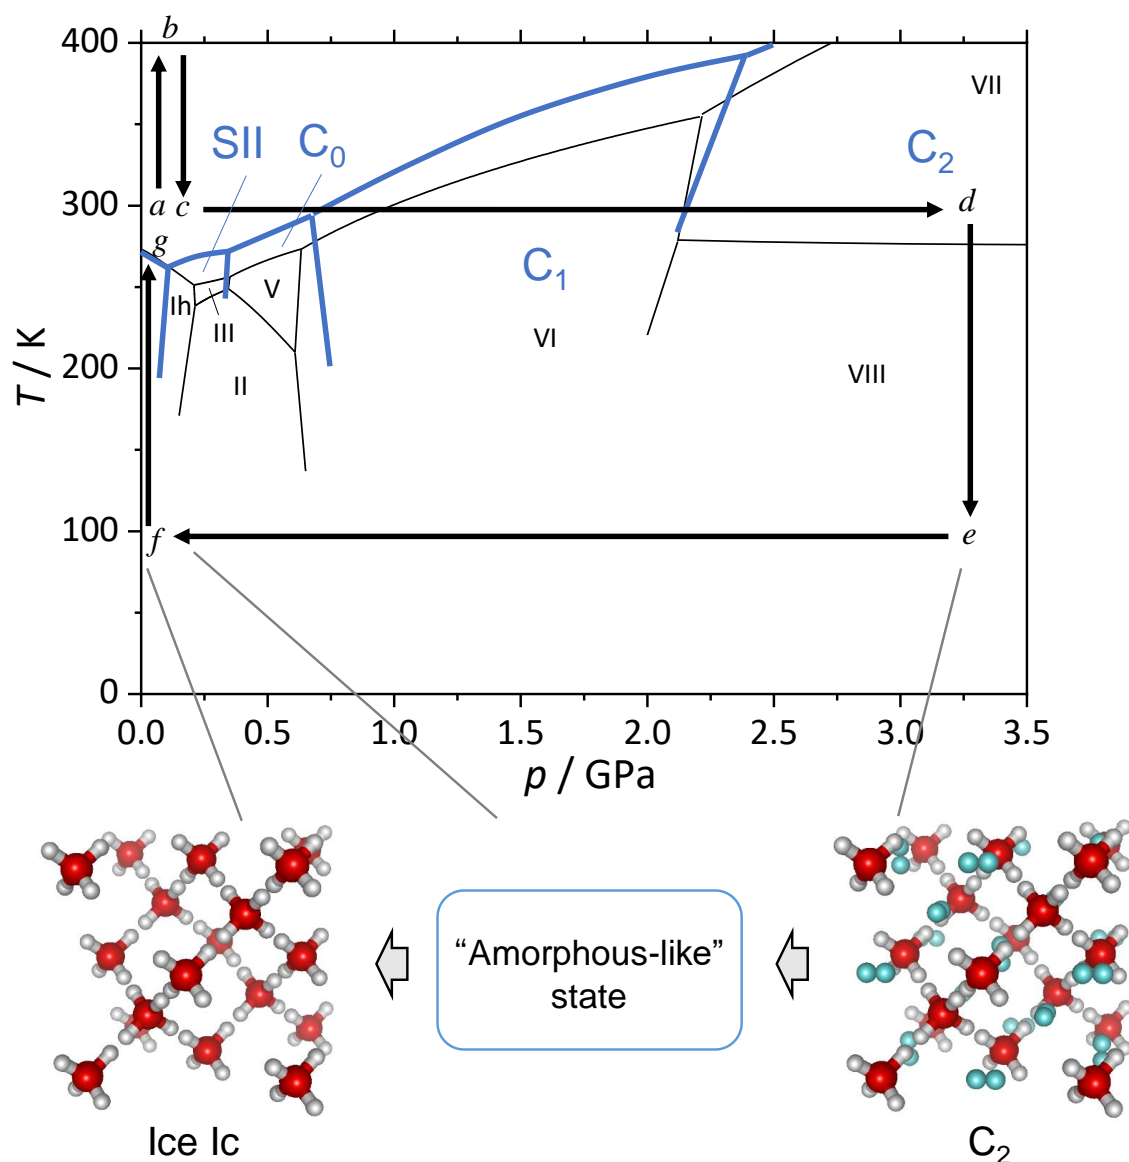 b
400
VII
SII
C₀
C₂
300
a c
d
g
C₁
V
Ih
III
VI
T / K
200
II
VIII
100
f
e
0
0.0 0.5 1.0 1.5 2.0 2.5 3.0 3.5
p / GPa
“Amorphous-like”
state
Ice Ic
C₂